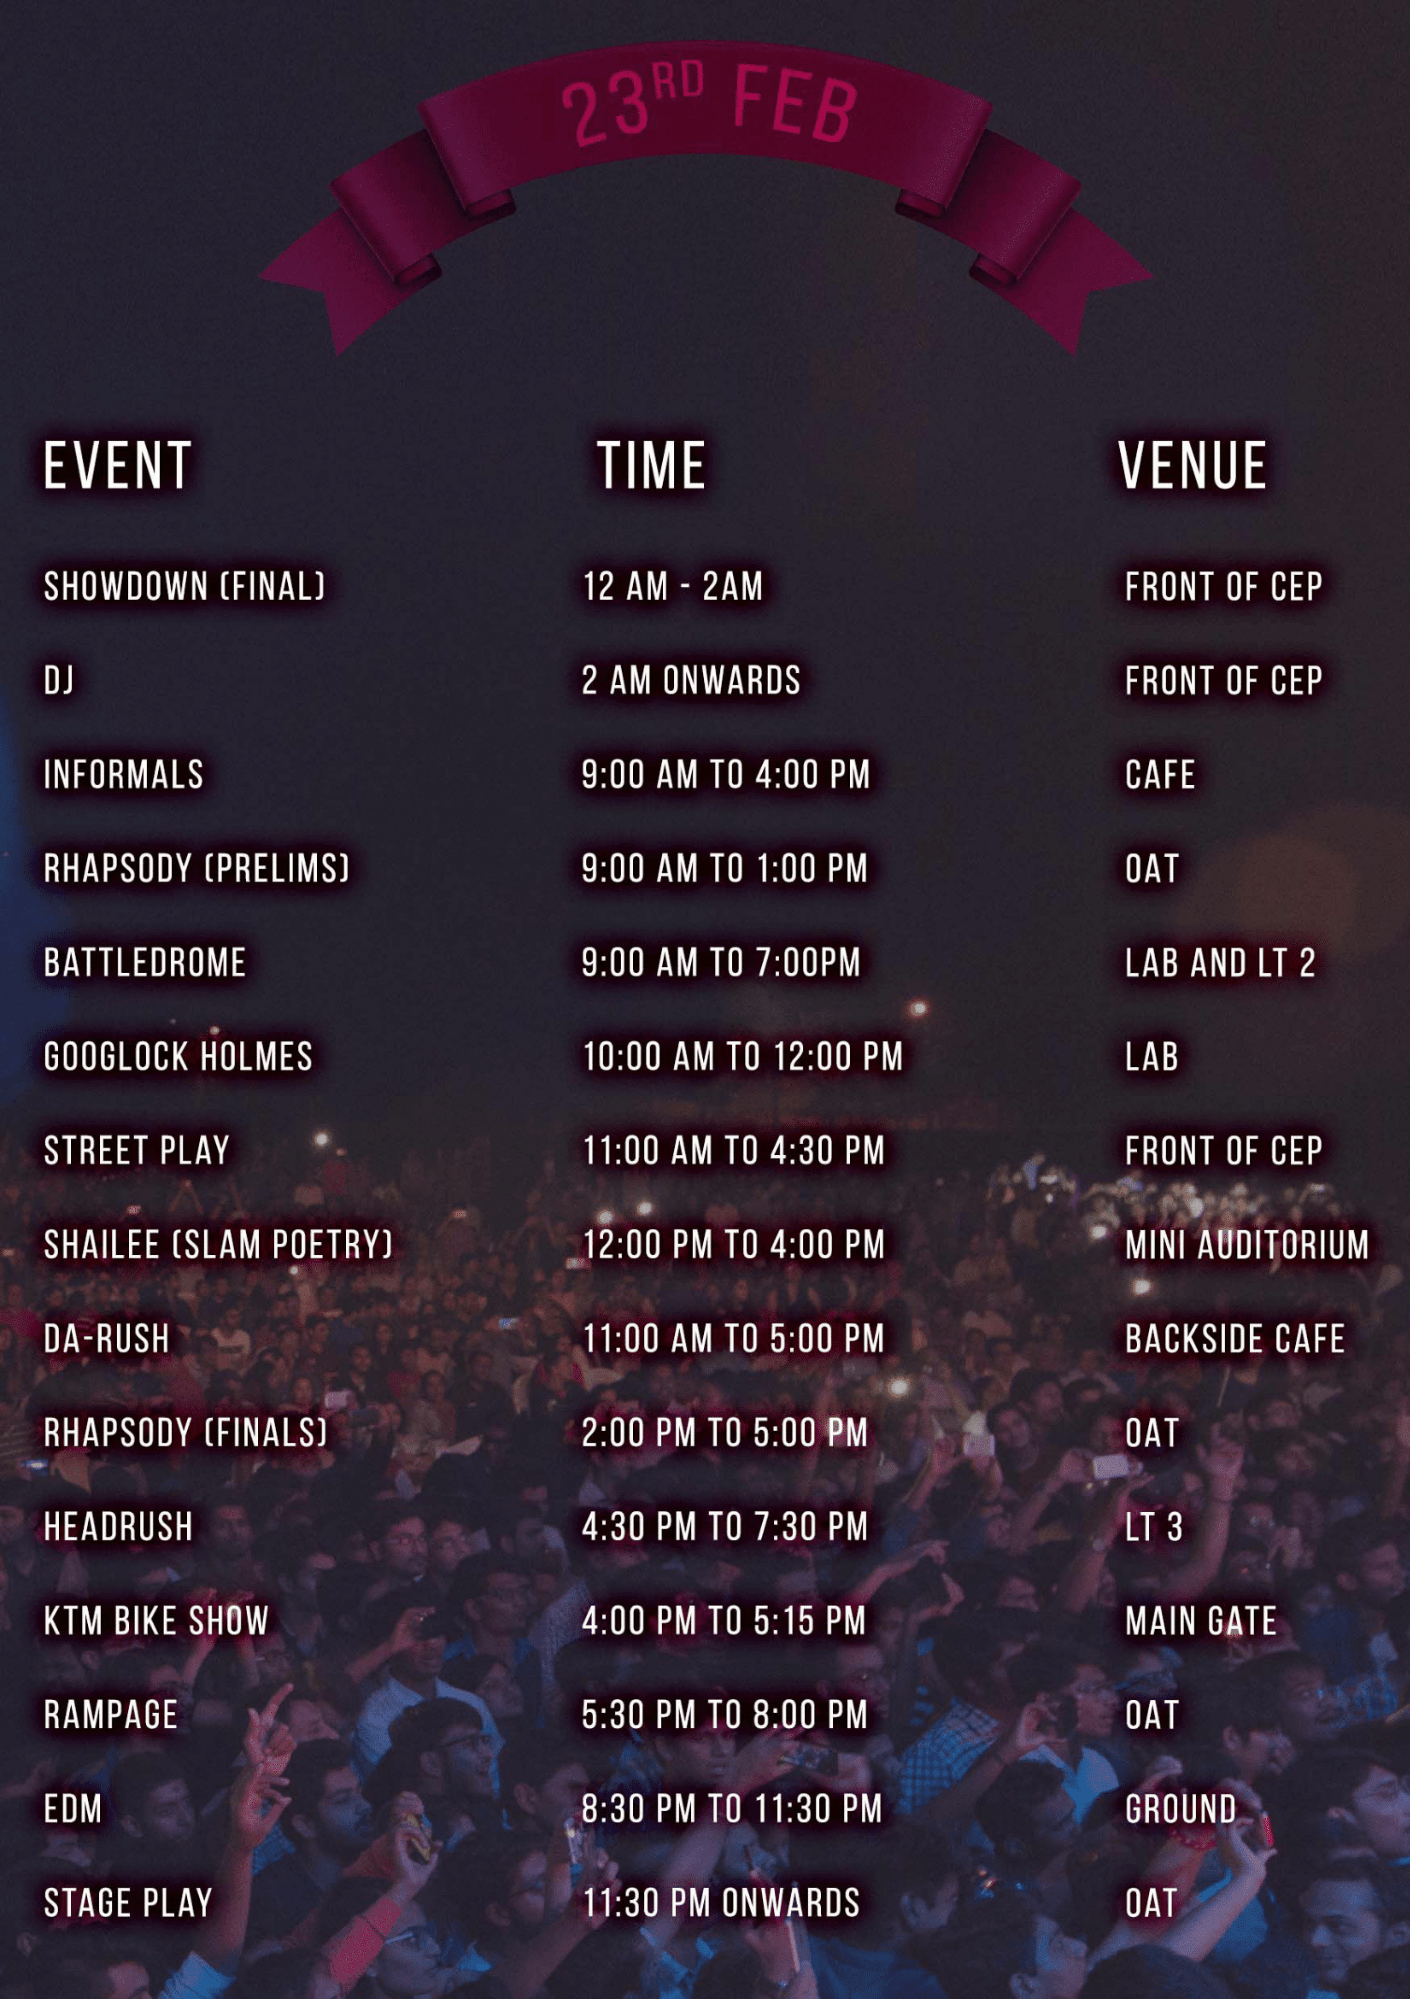 23RD FEB
EVENT TIME VENUE
SHOWDOWN (FINAL) 12 AM - 2AM FRONT OF CEP
DJ 2 AM ONWARDS FRONT OF CEP
INFORMALS 9:00 AM TO 4:00 PM CAFE
RHAPSODY (PRELIMS) 9:00 AM TO 1:00 PM OAT
BATTLEDROME 9:00 AM TO 7:00PM LAB AND LT 2
GOOGLOCK HOLMES 10:00 AM TO 12:00 PM LAB
STREET PLAY 11:00 AM TO 4:30 PM FRONT OF CEP
SHAILEE (SLAM POETRY) 12:00 PM TO 4:00 PM MINI AUDITORIUM
DA-RUSH 11:00 AM TO 5:00 PM BACKSIDE CAFE
RHAPSODY (FINALS) 2:00 PM TO 5:00 PM OAT
HEADRUSH 4:30 PM TO 7:30 PM LT 3
KTM BIKE SHOW 4:00 PM TO 5:15 PM MAIN GATE
RAMPAGE 5:30 PM TO 8:00 PM OAT
EDM 8:30 PM TO 11:30 PM GROUND
STAGE PLAY 11:30 PM ONWARDS OAT